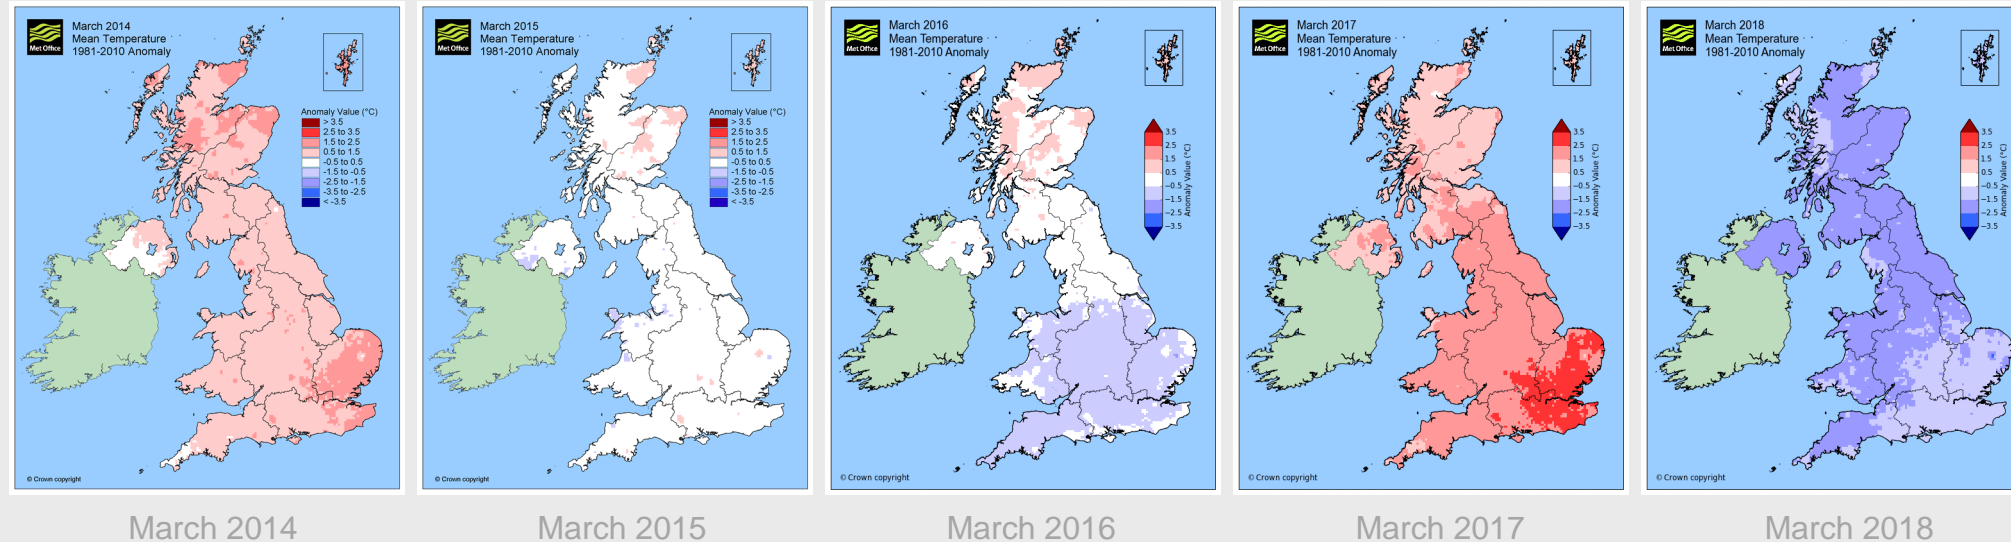 Met Office
March 2014
Mean Temperature
1981-2010 Anomaly
Anomaly Value (°C)
> 3.5
2.5 to 3.5
1.5 to 2.5
0.5 to 1.5
-0.5 to 0.5
-1.5 to -0.5
-2.5 to -1.5
-3.5 to -2.5
< -3.5
© Crown copyright
March 2014
Met Office
March 2015
Mean Temperature
1981-2010 Anomaly
Anomaly Value (°C)
> 3.5
2.5 to 3.5
1.5 to 2.5
0.5 to 1.5
-0.5 to 0.5
-1.5 to -0.5
-2.5 to -1.5
-3.5 to -2.5
< -3.5
© Crown copyright
March 2015
Met Office
March 2016
Mean Temperature
1981-2010 Anomaly
3.5
2.5
1.5
0.5
−0.5
−1.5
−2.5
−3.5
Anomaly Value (°C)
© Crown copyright
March 2016
Met Office
March 2017
Mean Temperature
1981-2010 Anomaly
3.5
2.5
1.5
0.5
−0.5
−1.5
−2.5
−3.5
Anomaly Value (°C)
© Crown copyright
March 2017
Met Office
March 2018
Mean Temperature
1981-2010 Anomaly
3.5
2.5
1.5
0.5
−0.5
−1.5
−2.5
−3.5
Anomaly Value (°C)
© Crown copyright
March 2018